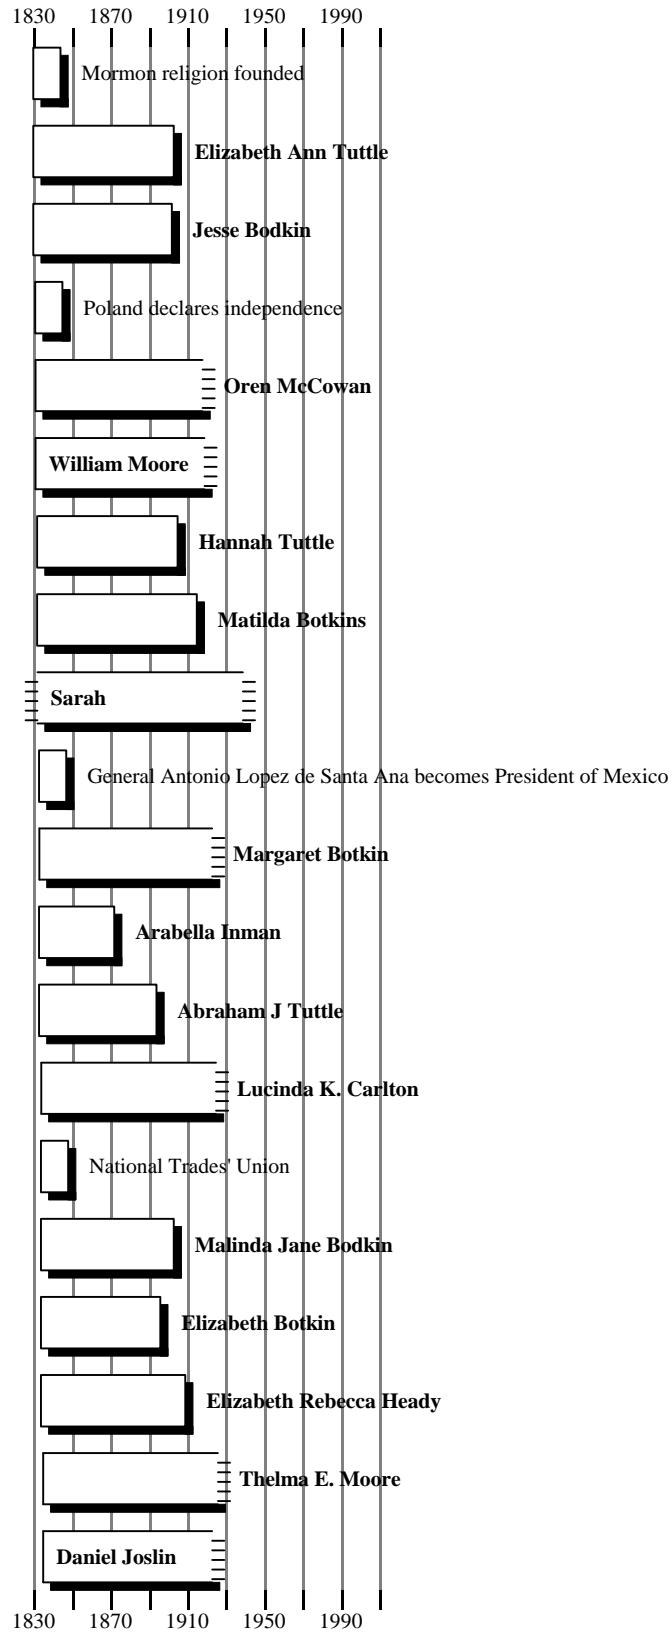 1830 1870 1910 1950 1990
Mormon religion founded
Elizabeth Ann Tuttle
Jesse Bodkin
Poland declares independence
Oren McCowan
William Moore
Hannah Tuttle
Matilda Botkins
Sarah
General Antonio Lopez de Santa Ana becomes President of Mexico
Margaret Botkin
Arabella Inman
Abraham J Tuttle
Lucinda K. Carlton
National Trades' Union
Malinda Jane Bodkin
Elizabeth Botkin
Elizabeth Rebecca Heady
Thelma E. Moore
Daniel Joslin
1830 1870 1910 1950 1990